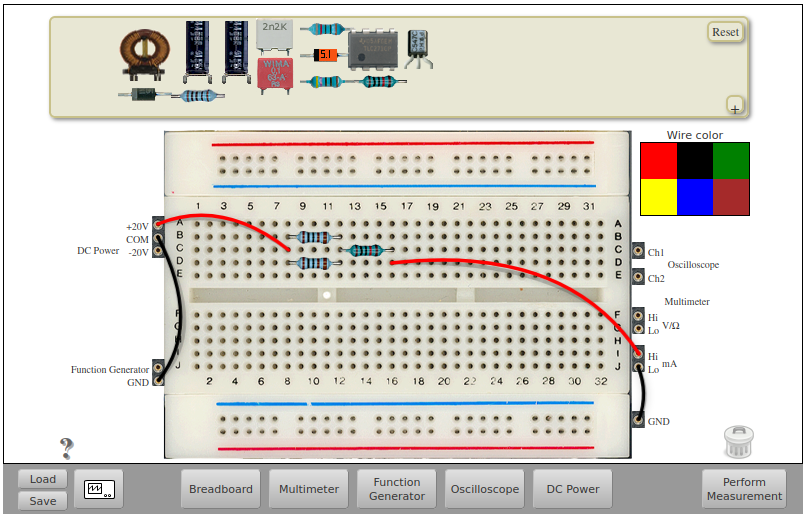 2n2K
Reset
5.1
WIMA
0,1
63-A
+
Wire color
1 3 5 7 9 11 13 15 17 19 21 23 25 27 29 31
A A
B B
C C
D D
E E
+20V
COM
DC Power -20V
Ch1
Oscilloscope
Ch2
Multimeter
F F
G G
H H
I I
J J
Hi
Lo V/Ω
Hi
Lo mA
Function Generator
GND
GND
2 4 6 8 10 12 14 16 18 20 22 24 26 28 30 32
?
Load
Save
Breadboard
Multimeter
Function
Generator
Oscilloscope
DC Power
Perform
Measurement